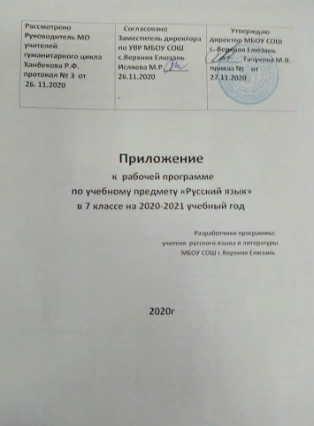 Рассмотрено
Руководитель МО
учителей
гуманитарного цикла
Ханбекова Р.Ф.
протокол № 3 от
26. 11.2020
Согласовано
Заместитель директора
по УВР МБОУ СОШ
с.Верхняя Елюзань
Исляева М.Р.
26.11.2020
Утверждаю
директор МБОУ СОШ
с. Верхняя Елюзань
М.В.
приказ № от
27.11.2020
Приложение
к рабочей программе
по учебному предмету «Русский язык»
в 7 классе на 2020-2021 учебный год
Разработчики программы:
учителя русского языка и литературы
МБОУ СОШ с. Верхняя Елюзань
2020г